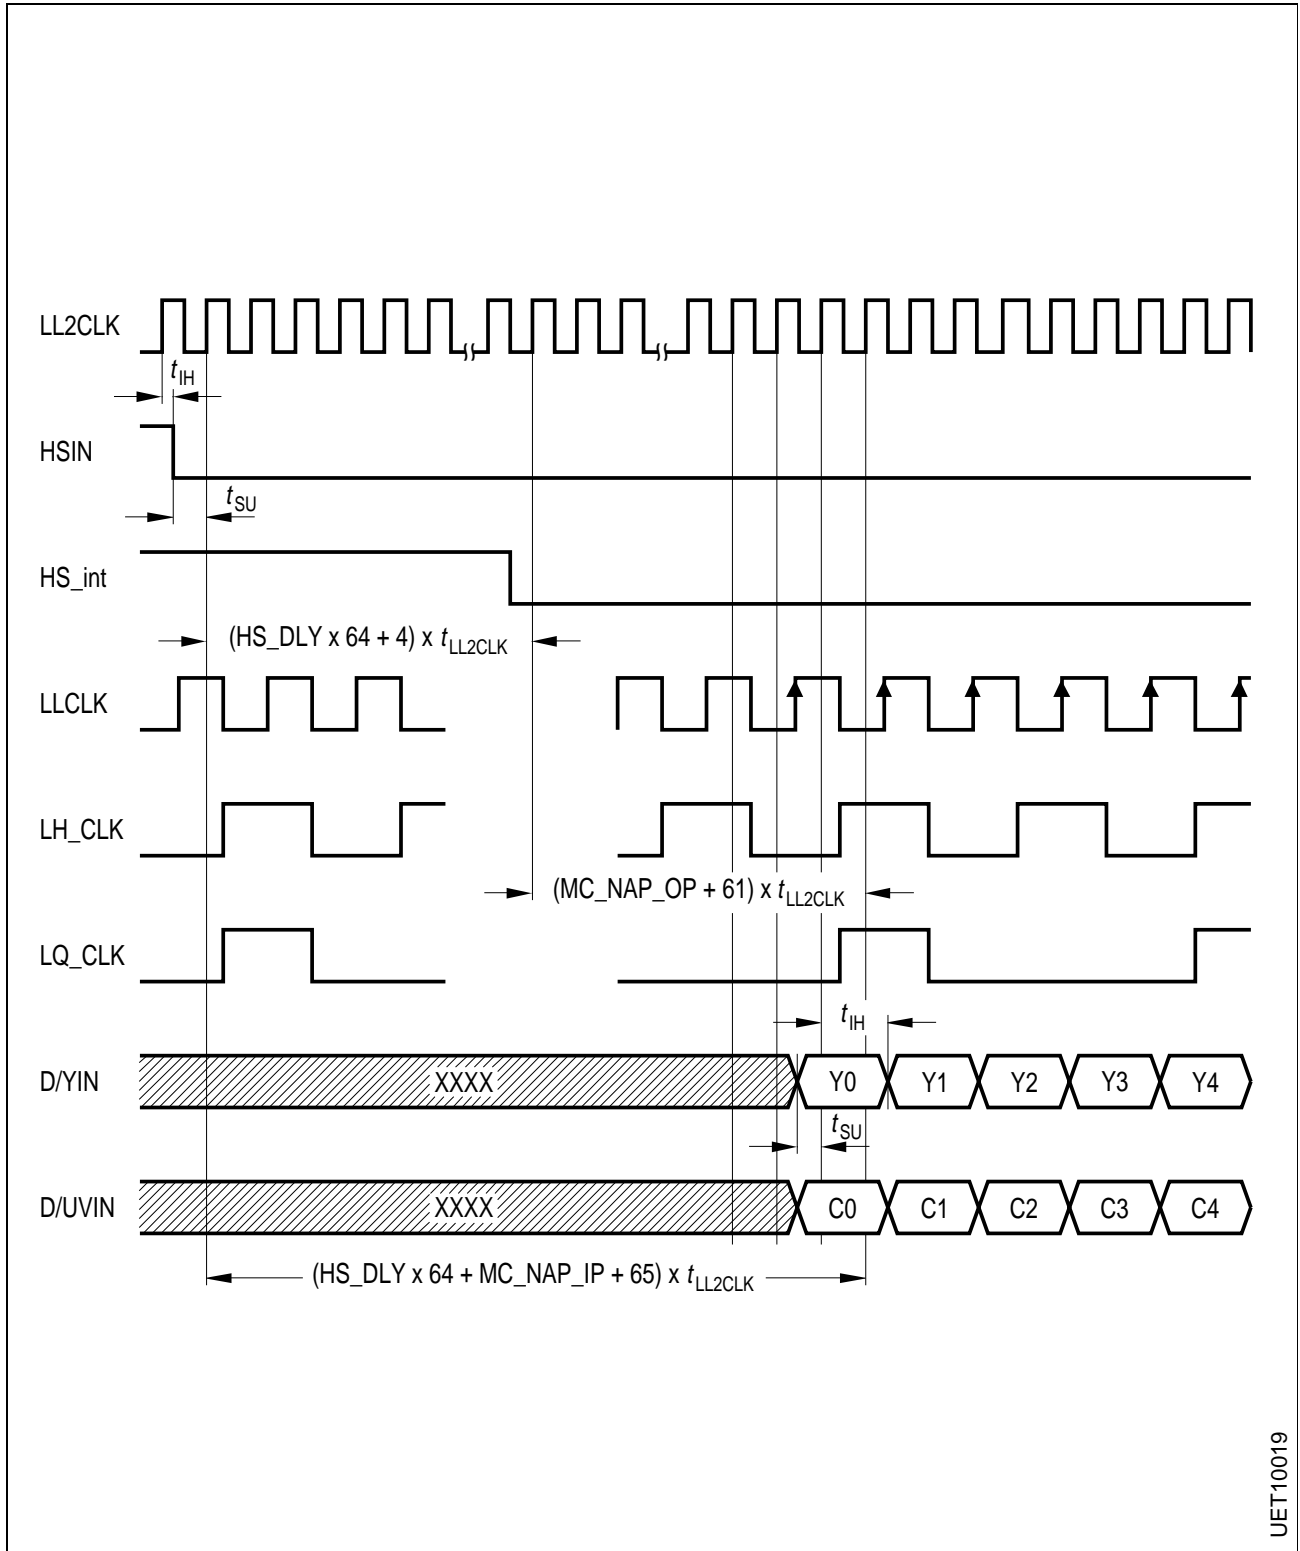 LL2CLK
tIH
HSIN
tSU
HS_int
(HS_DLY x 64 + 4) x tLL2CLK
LLCLK
LH_CLK
(MC_NAP_OP + 61) x tLL2CLK
LQ_CLK
tIH
D/YIN XXXX Y0 Y1 Y2 Y3 Y4
tSU
D/UVIN XXXX C0 C1 C2 C3 C4
(HS_DLY x 64 + MC_NAP_IP + 65) x tLL2CLK
UET10019